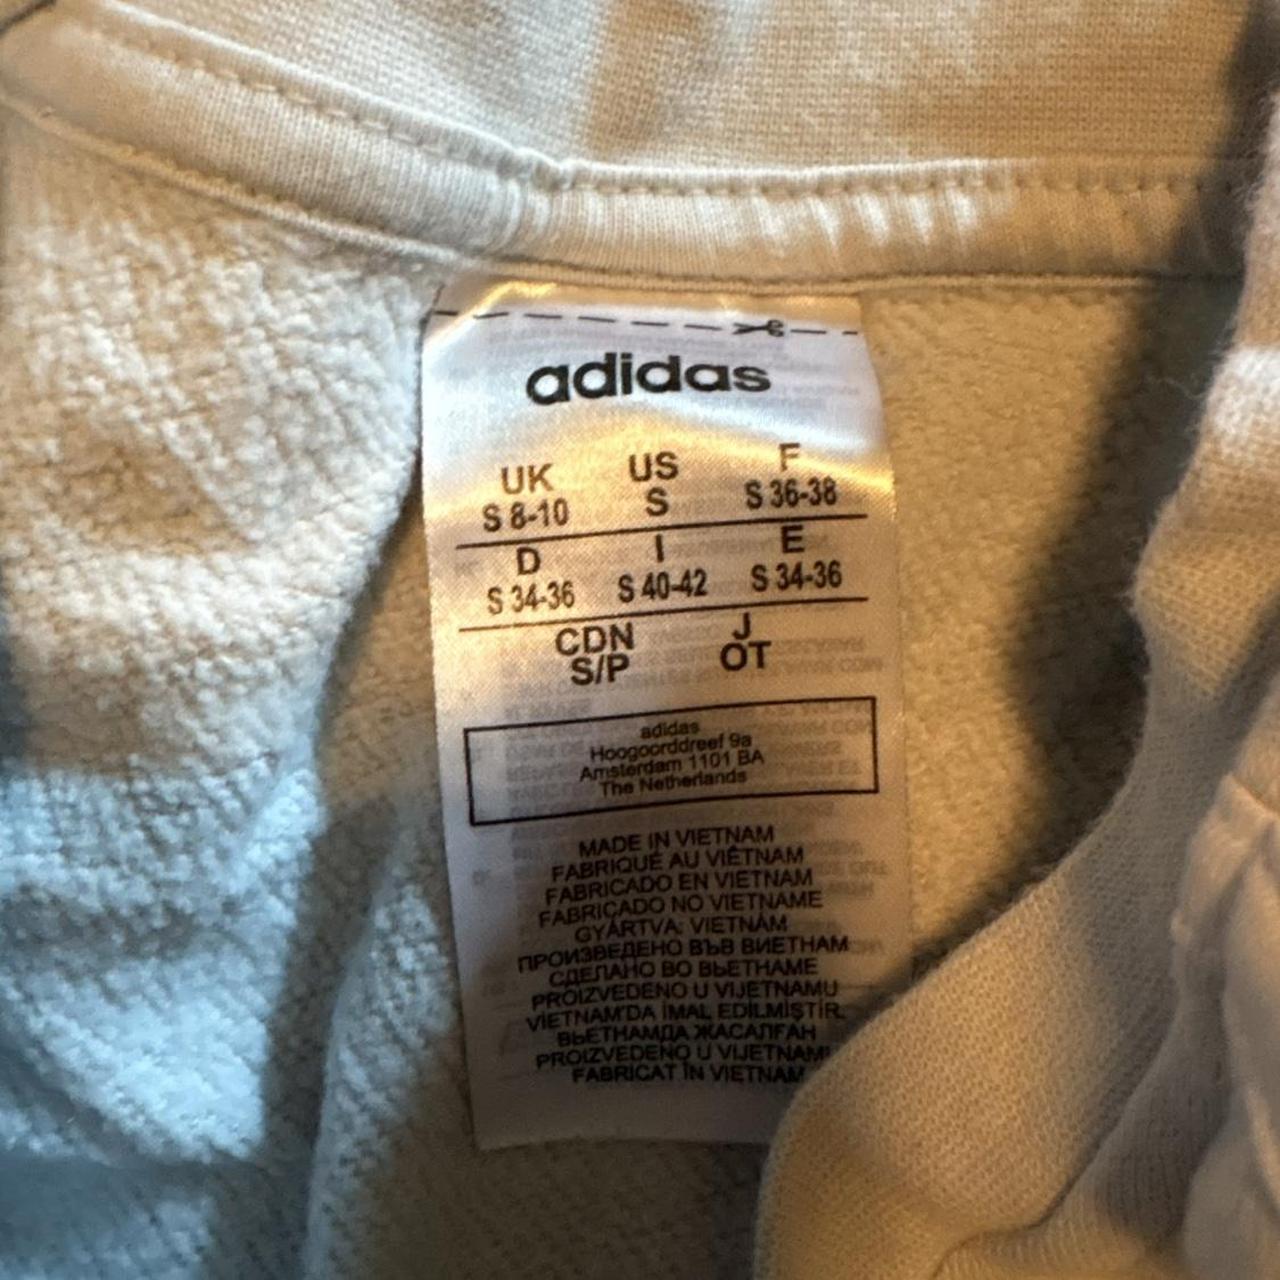 adidas
UK US F
S 8-10 S S 36-38
D I E
S 34-36 S 40-42 S 34-36
CDN J
S/P OT
adidas
Hoogoorddreef 9a
Amsterdam 1101 BA
The Netherlands
MADE IN VIETNAM
FABRIQUÉ AU VIÊTNAM
FABRICADO EN VIETNAM
FABRICADO NO VIETNAME
GYÁRTVA: VIETNÁM
ПРОИЗВЕДЕНО ВЪВ ВИЕТНАМ
СДЕЛАНО ВО ВЬЕТНАМЕ
PROIZVEDENO U VIJETNAMU
VİETNAM'DA İMAL EDİLMİŞTİR.
ВЬЕТНАМДА ЖАСАЛҒАН
PROIZVEDENO U VIJETNAMU
FABRICAT ÎN VIETNAM